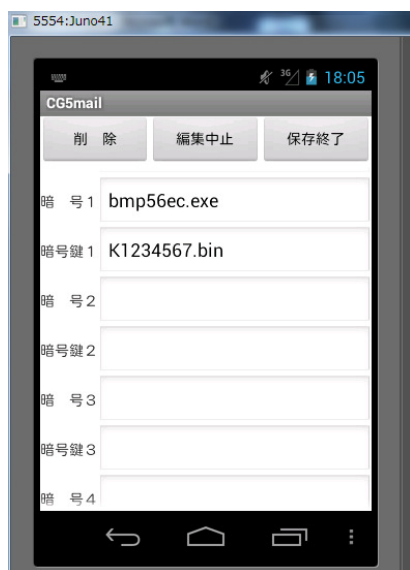 5554:Juno41
36 18:05
CG5mail
削　除 編集中止 保存終了
暗　号１ bmp56ec.exe
暗号鍵１ K1234567.bin
暗　号２
暗号鍵２
暗　号３
暗号鍵３
暗　号４